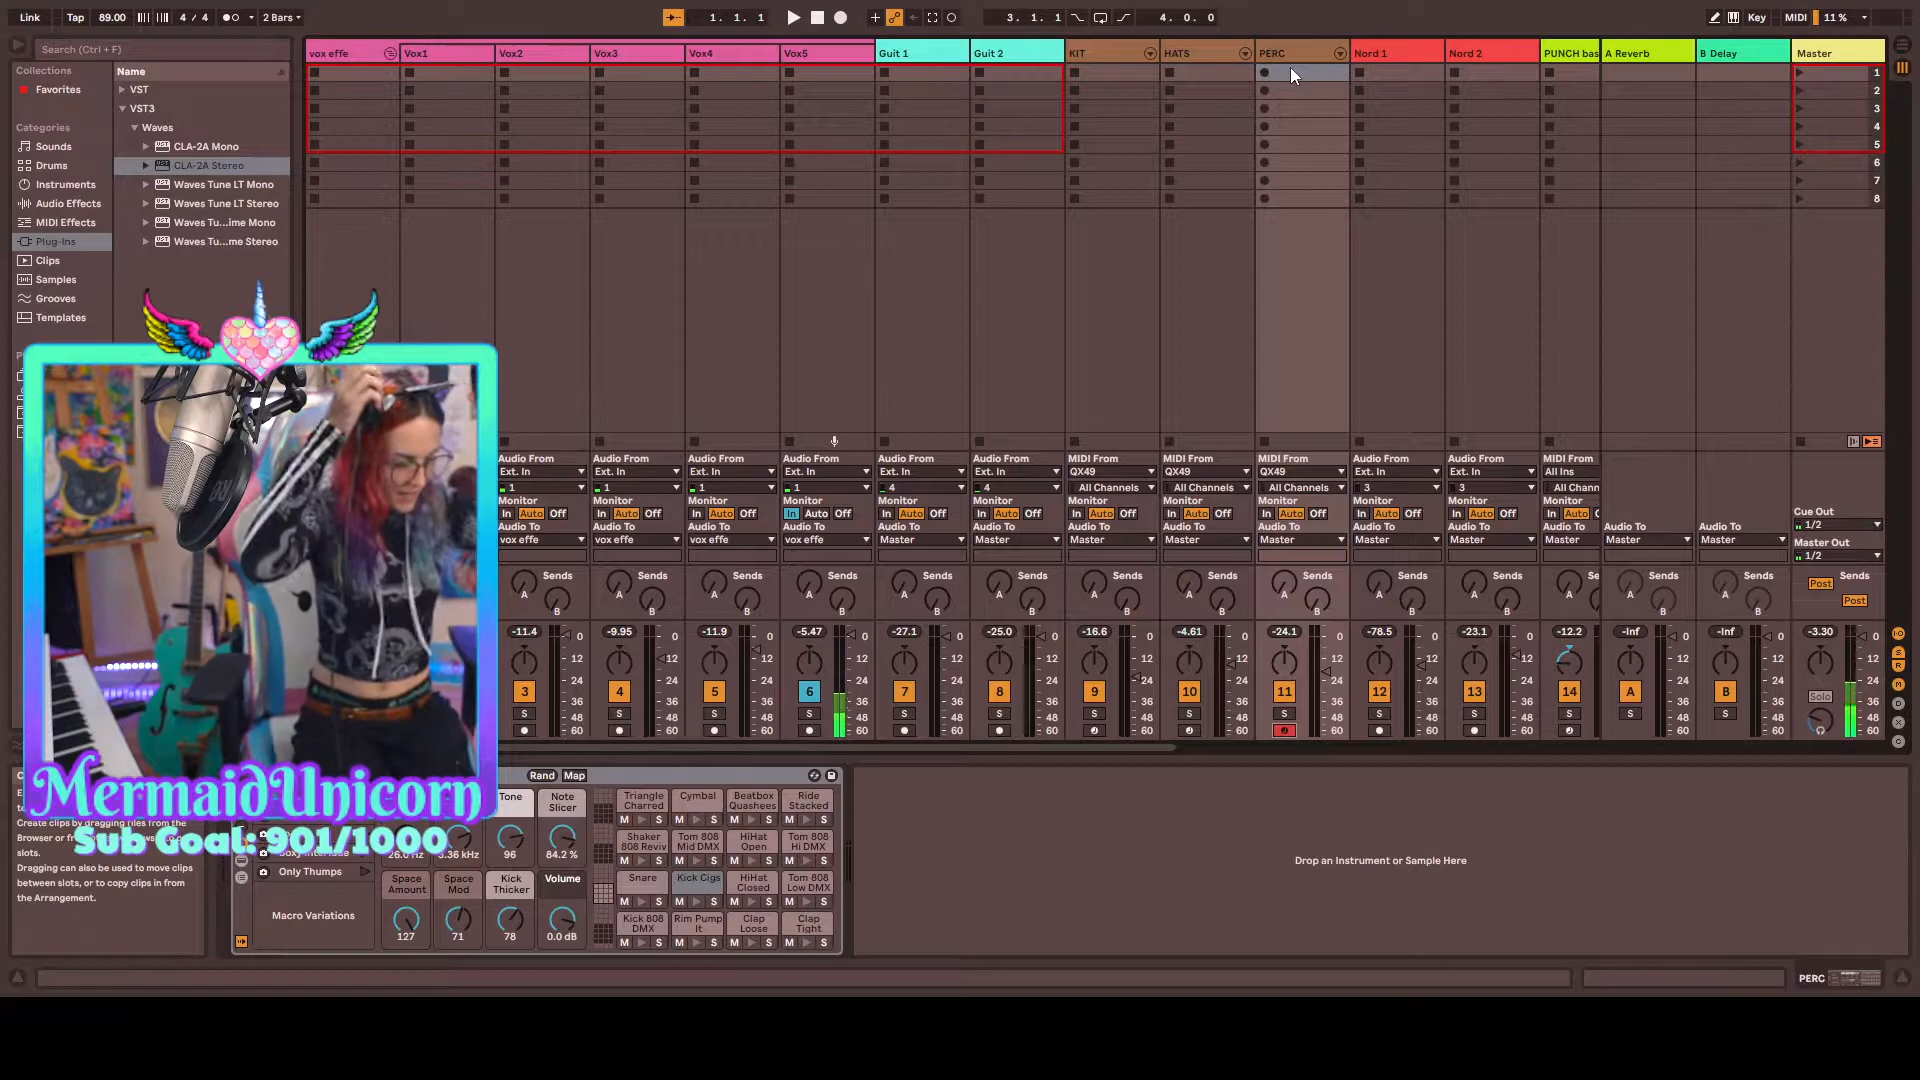 Link Tap 89.00 4 / 4 2 Bars 1. 1. 1 3. 1. 1 4. 0. 0 Key MIDI 11 %
Search (Ctrl + F)
Collections
Favorites
Categories
Sounds
Drums
Instruments
Audio Effects
MIDI Effects
Plug-Ins
Clips
Samples
Grooves
Templates
Name
VST
VST3
Waves
CLA-2A Mono
CLA-2A Stereo
Waves Tune LT Mono
Waves Tune LT Stereo
Waves Tu...ime Mono
Waves Tu...me Stereo
vox effe Vox1 Vox2 Vox3 Vox4 Vox5 Guit 1 Guit 2 KIT HATS PERC Nord 1 Nord 2 PUNCH bas A Reverb B Delay Master
1
2
3
4
5
6
7
8
Audio From Audio From Audio From Audio From Audio From Audio From MIDI From MIDI From MIDI From Audio From Audio From MIDI From
Ext. In Ext. In Ext. In Ext. In Ext. In Ext. In QX49 QX49 QX49 Ext. In Ext. In All Ins
1 1 1 1 4 4 All Channels All Channels All Channels 3 3 All Chann
Monitor Monitor Monitor Monitor Monitor Monitor Monitor Monitor Monitor Monitor Monitor Monitor
In Auto Off In Auto Off In Auto Off In Auto Off In Auto Off In Auto Off In Auto Off In Auto Off In Auto Off In Auto Off In Auto Off In Auto
Audio To Audio To Audio To Audio To Audio To Audio To Audio To Audio To Audio To Audio To Audio To Audio To Audio To Audio To
vox effe vox effe vox effe vox effe Master Master Master Master Master Master Master Master Master Master
Cue Out
1/2
Master Out
1/2
Sends Sends Sends Sends Sends Sends Sends Sends Sends Sends Sends Se Sends Sends Sends
A A A A A A A A A A A A A A Post
B B B B B B B B B B B B B Post
-11.4 -9.95 -11.9 -5.47 -27.1 -25.0 -16.6 -4.61 -24.1 -78.5 -23.1 -12.2 -Inf -Inf -3.30
0 12 24 36 48 60
3 4 5 6 7 8 9 10 11 12 13 14 A B Solo
S S S S S S S S S S S S S S
MermaidUnicorn
Sub Goal: 901/1000
Create clips by dragging files from the
Browser or fr
slots.
Dragging can also be used to move clips
between slots, or to copy clips in from
the Arrangement.
Only Thumps
Macro Variations
Rand Map
Tone Note Slicer
26.0 Hz 3.36 kHz 96 84.2 %
Space Amount Space Mod Kick Thicker Volume
127 71 78 0.0 dB
Triangle Charred Cymbal Beatbox Quashees Ride Stacked
M S M S M S M S
Shaker 808 Reviv Tom 808 Mid DMX HiHat Open Tom 808 Hi DMX
M S M S M S M S
Snare Kick Cigs HiHat Closed Tom 808 Low DMX
M S M S M S M S
Kick 808 DMX Rim Pump It Clap Loose Clap Tight
M S M S M S M S
Drop an Instrument or Sample Here
PERC